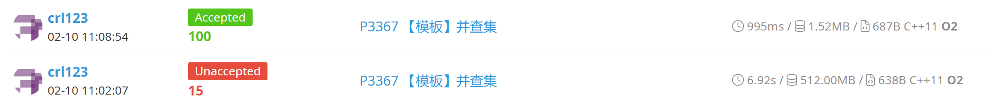 crl123 Accepted P3367 【模板】并查集 995ms / 1.52MB / 687B C++11 O2
02-10 11:08:54 100
crl123 Unaccepted P3367 【模板】并查集 6.92s / 512.00MB / 638B C++11 O2
02-10 11:02:07 15